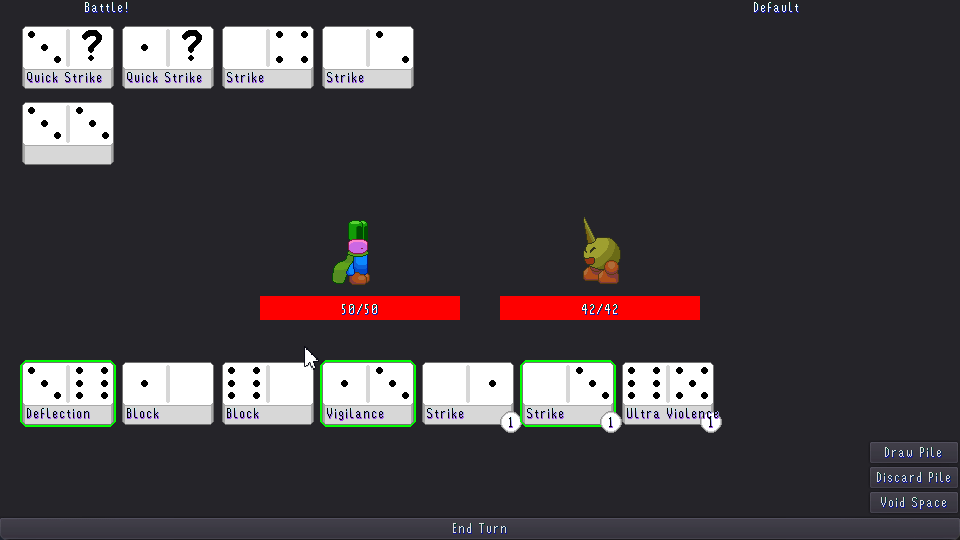 Battle!
Default
?
?
Quick Strike
Quick Strike
Strike
Strike
50/50
42/42
Deflection
Block
Block
Vigilance
Strike
Strike
Ultra Violence
1
1
1
Draw Pile
Discard Pile
Void Space
End Turn